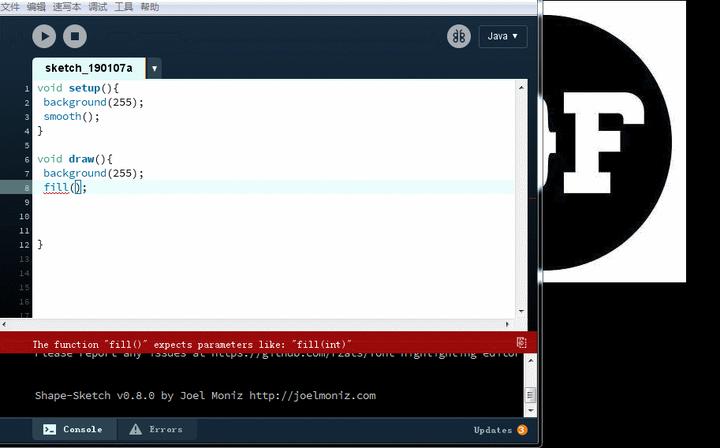 文件 编辑 速写本 调试 工具 帮助
Java ▾
sketch_190107a ▾
1 void setup(){
2 background(255);
3 smooth();
4 }
5
6 void draw(){
7 background(255);
8 fill();
9
10
11
12 }
13
14
15
16
17
The function "fill()" expects parameters like: "fill(int)"
Please report any issues at https://github.com/
Shape-Sketch v0.8.0 by Joel Moniz http://joelmoniz.com
Console
Errors
Updates 3
F